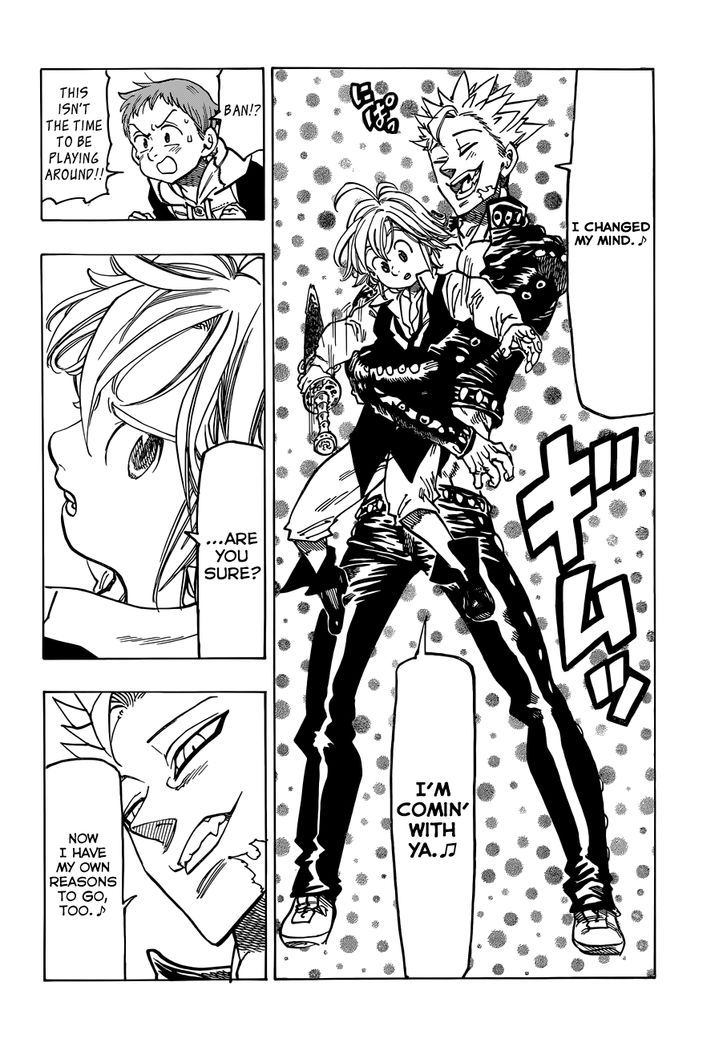 I CHANGED
MY MIND.♪
にぱっ
ギムッ
I'M
COMIN'
WITH
YA.♫
BAN!?
THIS
ISN'T
THE TIME
TO BE
PLAYING
AROUND!!
...ARE
YOU
SURE?
NOW
I HAVE
MY OWN
REASONS
TO GO,
TOO.♪